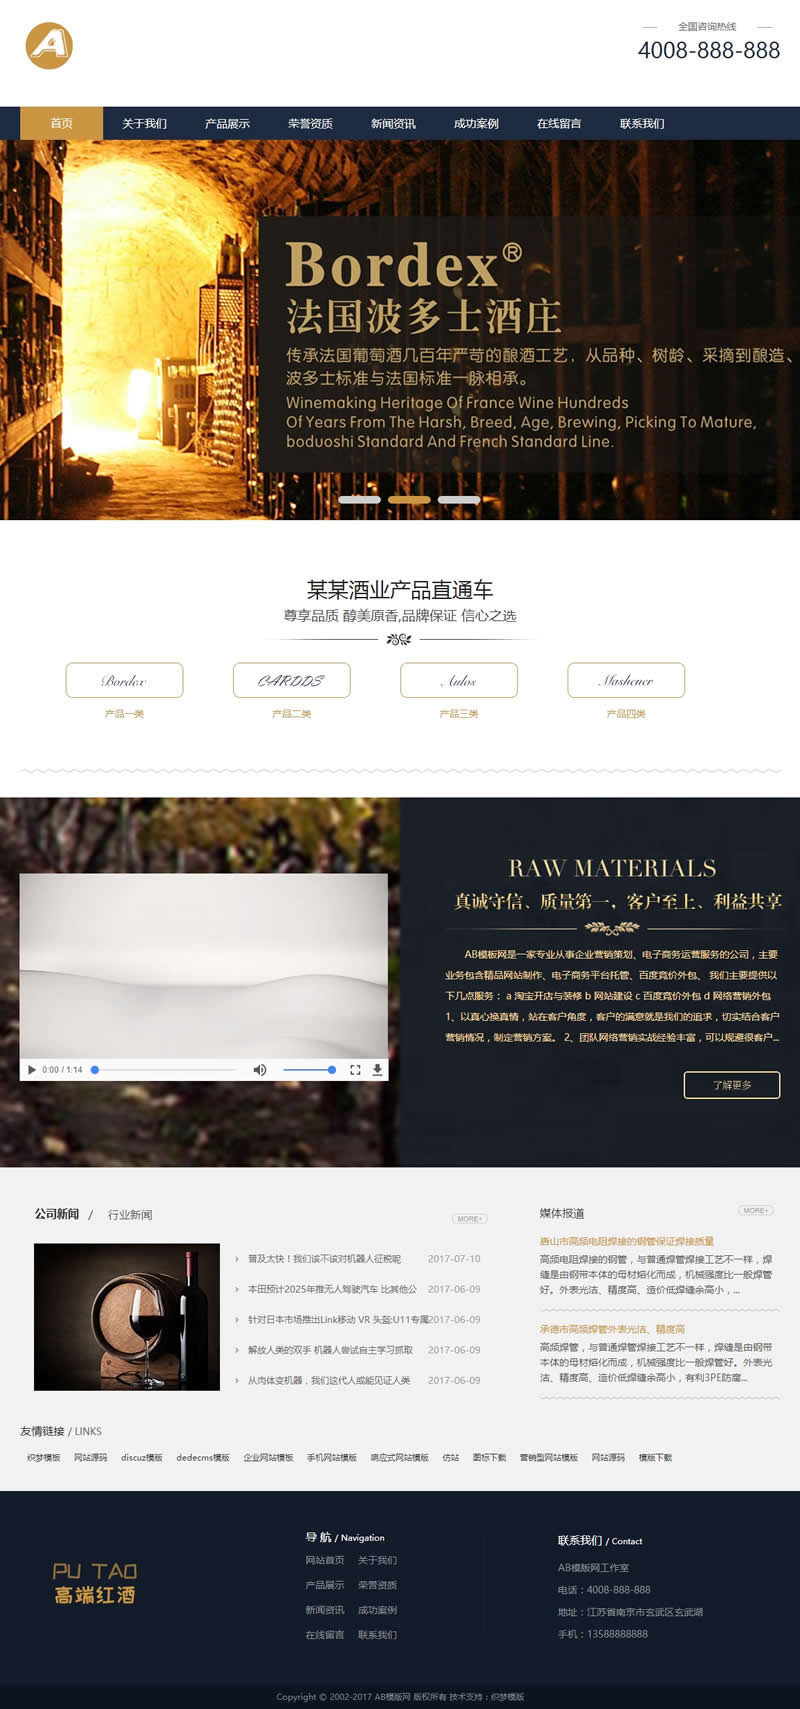 A
全国咨询热线
4008-888-888
首页 关于我们 产品展示 荣誉资质 新闻资讯 成功案例 在线留言 联系我们
Bordex®
法国波多士酒庄
传承法国葡萄酒几百年严苛的酿酒工艺，从品种、树龄、采摘到酿造、
波多士标准与法国标准一脉相承。
Winemaking Heritage Of France Wine Hundreds
Of Years From The Harsh, Breed, Age, Brewing, Picking To Mature,
boduoshi Standard And French Standard Line.
某某酒业产品直通车
尊享品质 醇美原香,品牌保证 信心之选
Bordex CARDDS Aulos Masheuer
产品一类 产品二类 产品三类 产品四类
RAW MATERIALS
真诚守信、质量第一，客户至上、利益共享
AB模板网是一家专业从事企业营销策划、电子商务运营服务的公司，主要
业务包含精品网站制作、电子商务平台托管、百度竞价外包、 我们主要提供以
下几点服务： a 淘宝开店与装修 b 网站建设 c 百度竞价外包 d 网络营销外包
1、以真心换真情，站在客户角度，客户的满意就是我们的追求，切实结合客户
营销情况，制定营销方案。 2、团队网络营销实战经验丰富，可以规避很客户...
0:00 / 1:14
了解更多
公司新闻 / 行业新闻
MORE+
普及太快！我们该不该对机器人征税呢 2017-07-10
本田预计2025年推无人驾驶汽车 比其他公 2017-06-09
针对日本市场推出Link移动 VR 头盔:U11专属 2017-06-09
解放人类的双手 机器人尝试自主学习抓取 2017-06-09
从肉体变机器，我们这代人或能见证人类 2017-06-09
媒体报道
MORE+
唐山市高频电阻焊接的钢管保证焊接质量
高频电阻焊接的钢管，与普通焊管焊接工艺不一样，焊
缝是由钢带本体的母材熔化而成，机械强度比一般焊管
好。外表光洁、精度高、造价低焊缝余高小，...
承德市高频焊管外表光洁、精度高
高频焊管，与普通焊管焊接工艺不一样，焊缝是由钢带
本体的母材熔化而成，机械强度比一般焊管好。外表光
洁、精度高、造价低焊缝余高小，有利3PE防腐...
友情链接 / LINKS
织梦模板 网站源码 discuz模版 dedecms模版 企业网站模板 手机网站模板 响应式网站模版 仿站 图标下载 营销型网站模版 网站源码 模版下载
PU TAO
高端红酒
导 航 / Navigation
网站首页 关于我们
产品展示 荣誉资质
新闻资讯 成功案例
在线留言 联系我们
联系我们 / Contact
AB模版网工作室
电话：4008-888-888
地址：江苏省南京市玄武区玄武湖
手机：13588888888
Copyright © 2002-2017 AB模版网 版权所有 技术支持：织梦模版